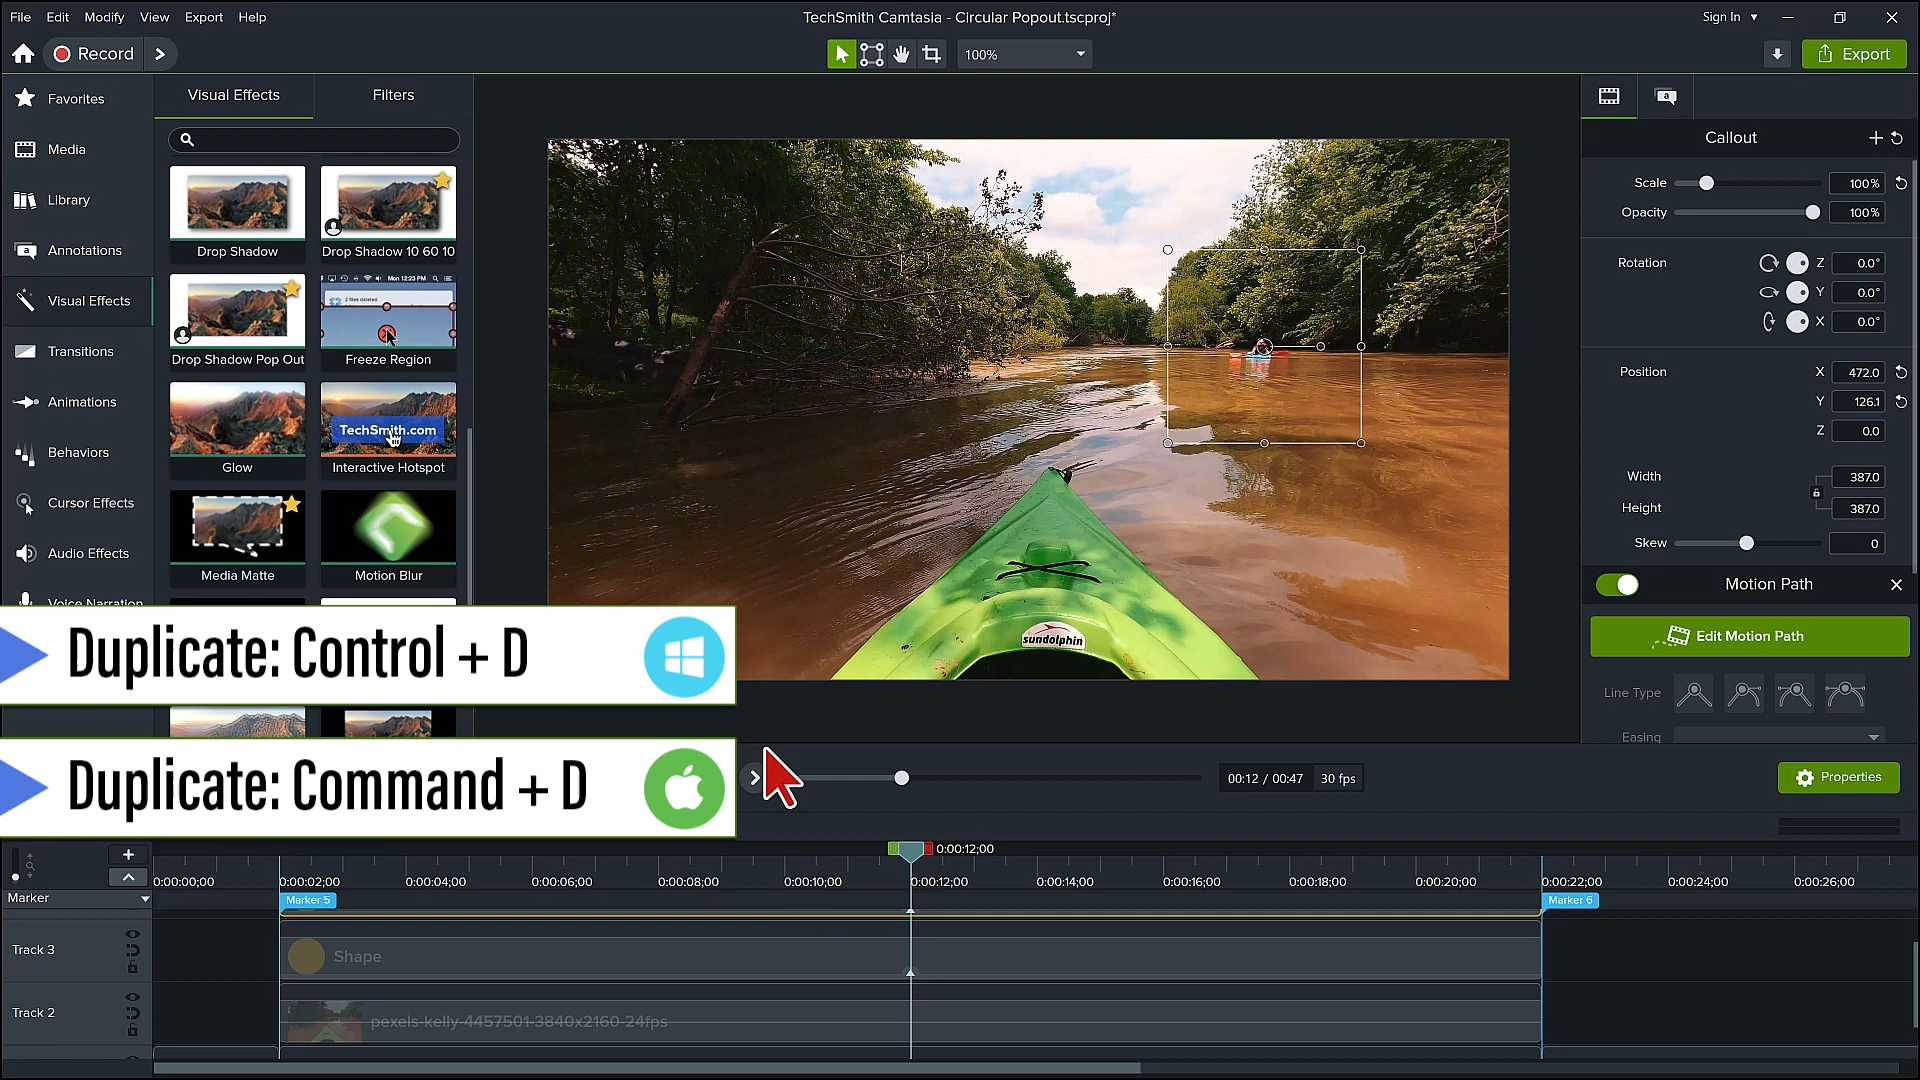 File Edit Modify View Export Help
TechSmith Camtasia - Circular Popout.tscproj*
Sign In
Record
100%
Export
Favorites
Media
Library
Annotations
Visual Effects
Transitions
Animations
Behaviors
Cursor Effects
Audio Effects
Voice Narration
Visual Effects Filters
Drop Shadow
Drop Shadow 10 60 10
Mon 12:23 PM
2 files deleted
Drop Shadow Pop Out
Freeze Region
TechSmith.com
Glow
Interactive Hotspot
Media Matte
Motion Blur
sundolphin
Callout
Scale 100%
Opacity 100%
Rotation Z 0.0°
Y 0.0°
X 0.0°
Position X 472.0
Y 126.1
Z 0.0
Width 387.0
Height 387.0
Skew 0
Motion Path
Edit Motion Path
Line Type
Easing
Properties
Duplicate: Control + D
Duplicate: Command + D
00:12 / 00:47 30 fps
0:00:12;00
0:00:00;00 0:00:02;00 0:00:04;00 0:00:06;00 0:00:08;00 0:00:10;00 0:00:12;00 0:00:14;00 0:00:16;00 0:00:18;00 0:00:20;00 0:00:22;00 0:00:24;00 0:00:26;00
Marker
Marker 5
Marker 6
Track 3
Shape
Track 2
pexels-kelly-4457501-3840x2160-24fps